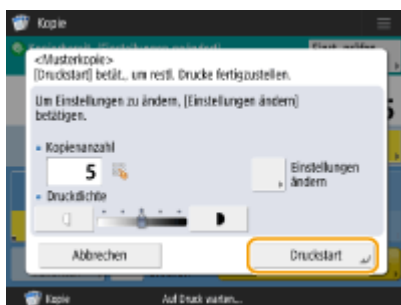 Kopie
<Musterkopie>
[Druckstart] betät., um restl. Drucke fertigzustellen.
Um Einstellungen zu ändern, [Einstellungen ändern]
betätigen.
Kopienanzahl
5
Einstellungen
ändern
Druckdichte
Abbrechen
Druckstart
Kopie
Auf Druck warten...